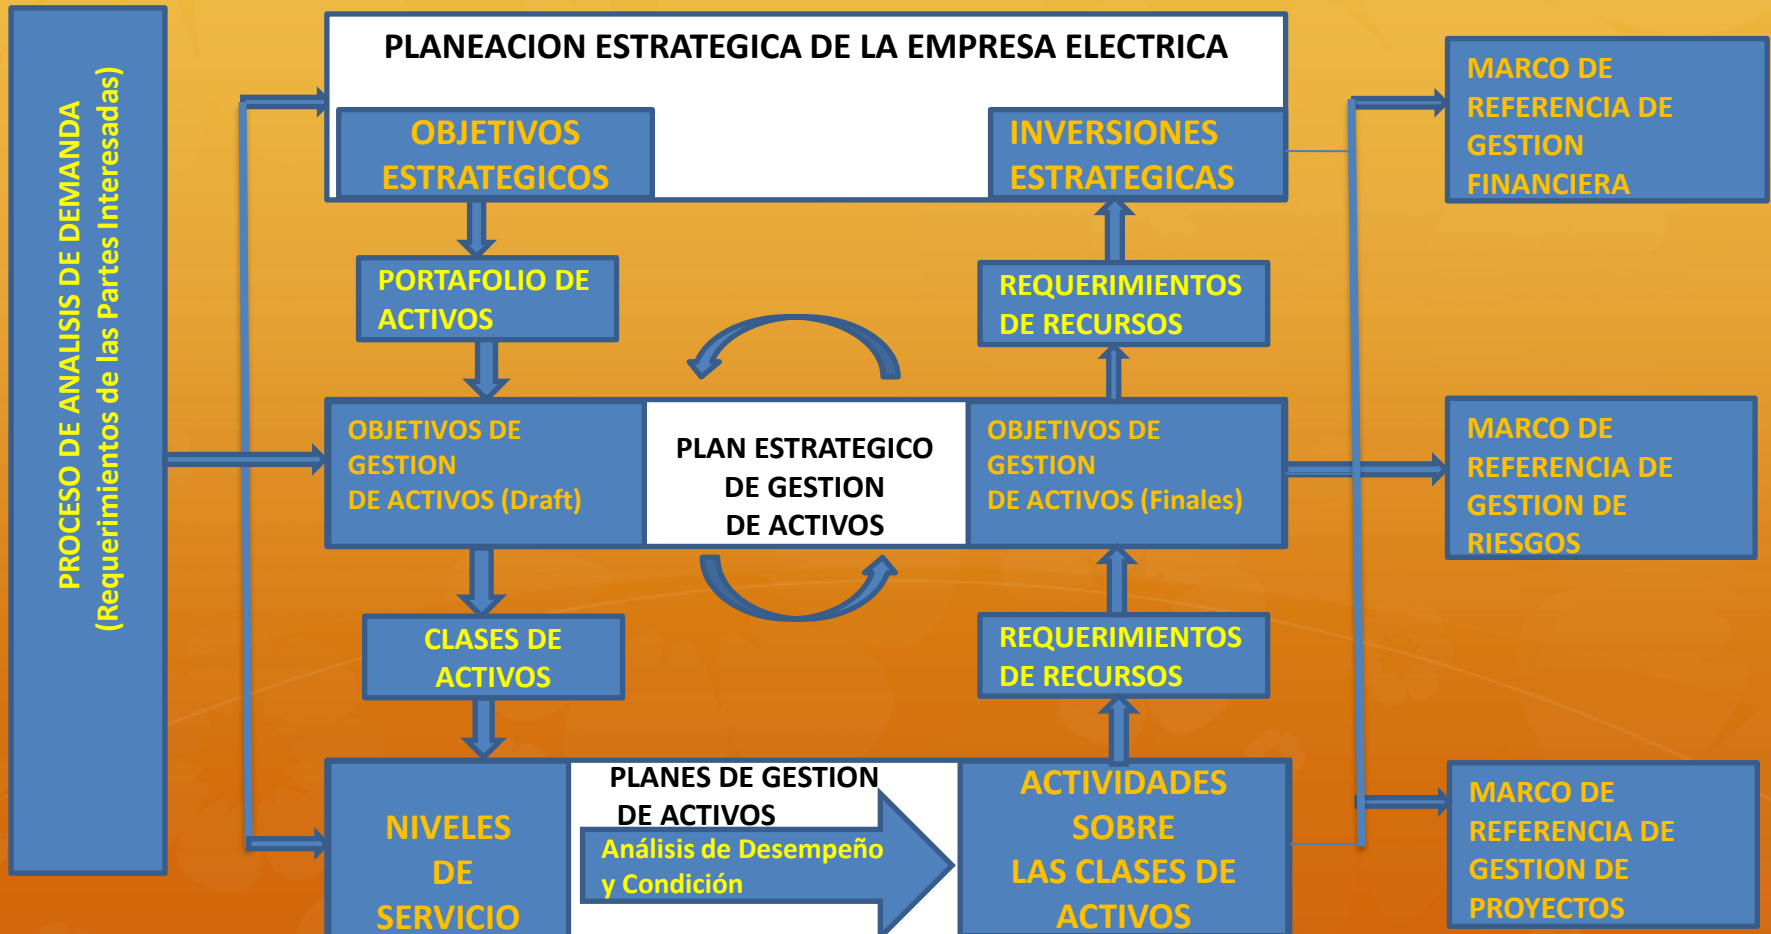 PROCESO DE ANALISIS DE DEMANDA
(Requerimientos de las Partes Interesadas)
PLANEACION ESTRATEGICA DE LA EMPRESA ELECTRICA
OBJETIVOS
ESTRATEGICOS
INVERSIONES
ESTRATEGICAS
MARCO DE
REFERENCIA DE
GESTION
FINANCIERA
PORTAFOLIO DE
ACTIVOS
REQUERIMIENTOS
DE RECURSOS
OBJETIVOS DE
GESTION
DE ACTIVOS (Draft)
PLAN ESTRATEGICO
DE GESTION
DE ACTIVOS
OBJETIVOS DE
GESTION
DE ACTIVOS (Finales)
MARCO DE
REFERENCIA DE
GESTION DE
RIESGOS
CLASES DE
ACTIVOS
REQUERIMIENTOS
DE RECURSOS
NIVELES
DE
SERVICIO
PLANES DE GESTION
DE ACTIVOS
Análisis de Desempeño
y Condición
ACTIVIDADES
SOBRE
LAS CLASES DE
ACTIVOS
MARCO DE
REFERENCIA DE
GESTION DE
PROYECTOS